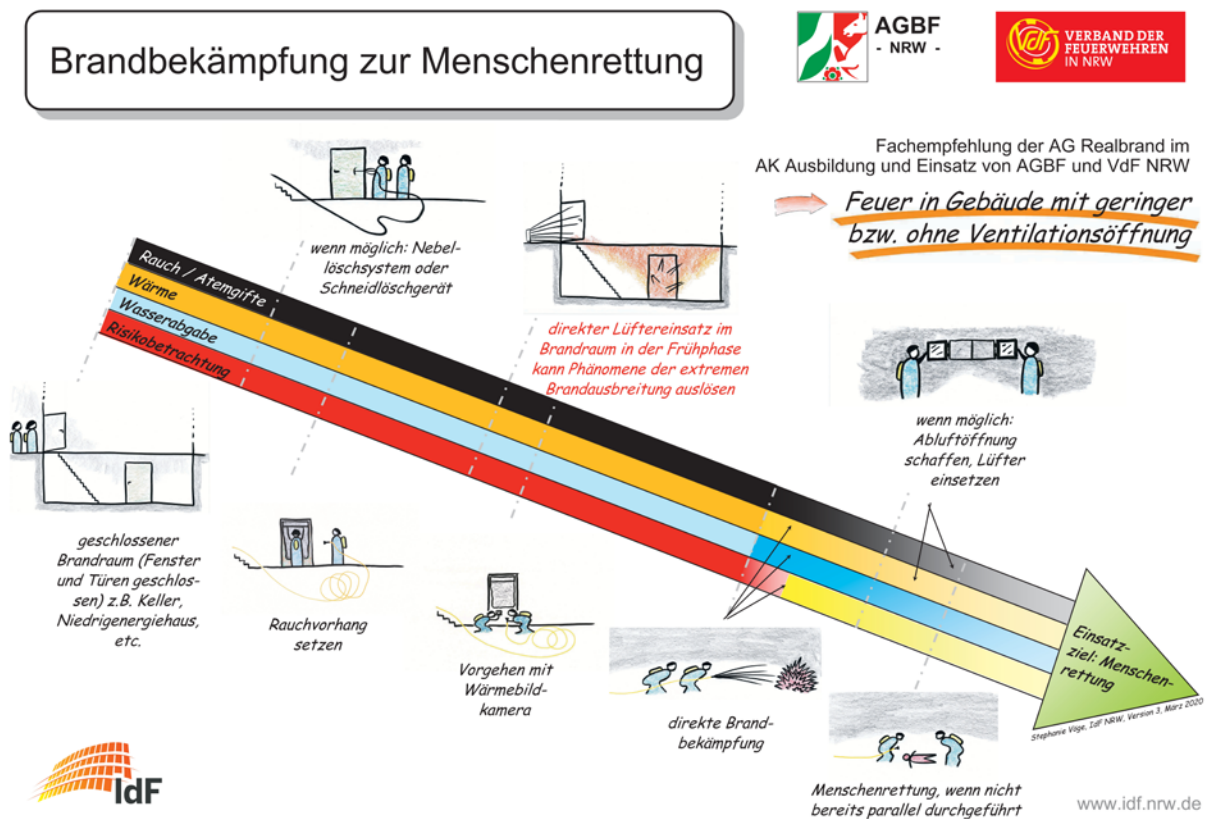 Brandbekämpfung zur Menschenrettung
AGBF
- NRW -
VdF
VERBAND DER
FEUERWEHREN
IN NRW
Fachempfehlung der AG Realbrand im
AK Ausbildung und Einsatz von AGBF und VdF NRW
Feuer in Gebäude mit geringer
bzw. ohne Ventilationsöffnung
wenn möglich: Nebel-
löschsystem oder
Schneidlöschgerät
direkter Lüftereinsatz im
Brandraum in der Frühphase
kann Phänomene der extremen
Brandausbreitung auslösen
Rauch / Atemgifte
Wärme
Wasserabgabe
Risikobetrachtung
wenn möglich:
Abluftöffnung
schaffen, Lüfter
einsetzen
geschlossener
Brandraum (Fenster
und Türen geschlos-
sen) z.B. Keller,
Niedrigenergiehaus,
etc.
Rauchvorhang
setzen
Vorgehen mit
Wärmebild-
kamera
direkte Brand-
bekämpfung
Menschenrettung, wenn nicht
bereits parallel durchgeführt
Einsatz-
ziel: Menschen-
rettung
Stephanie Vöge, IdF NRW, Version 3, März 2020
IdF
www.idf.nrw.de